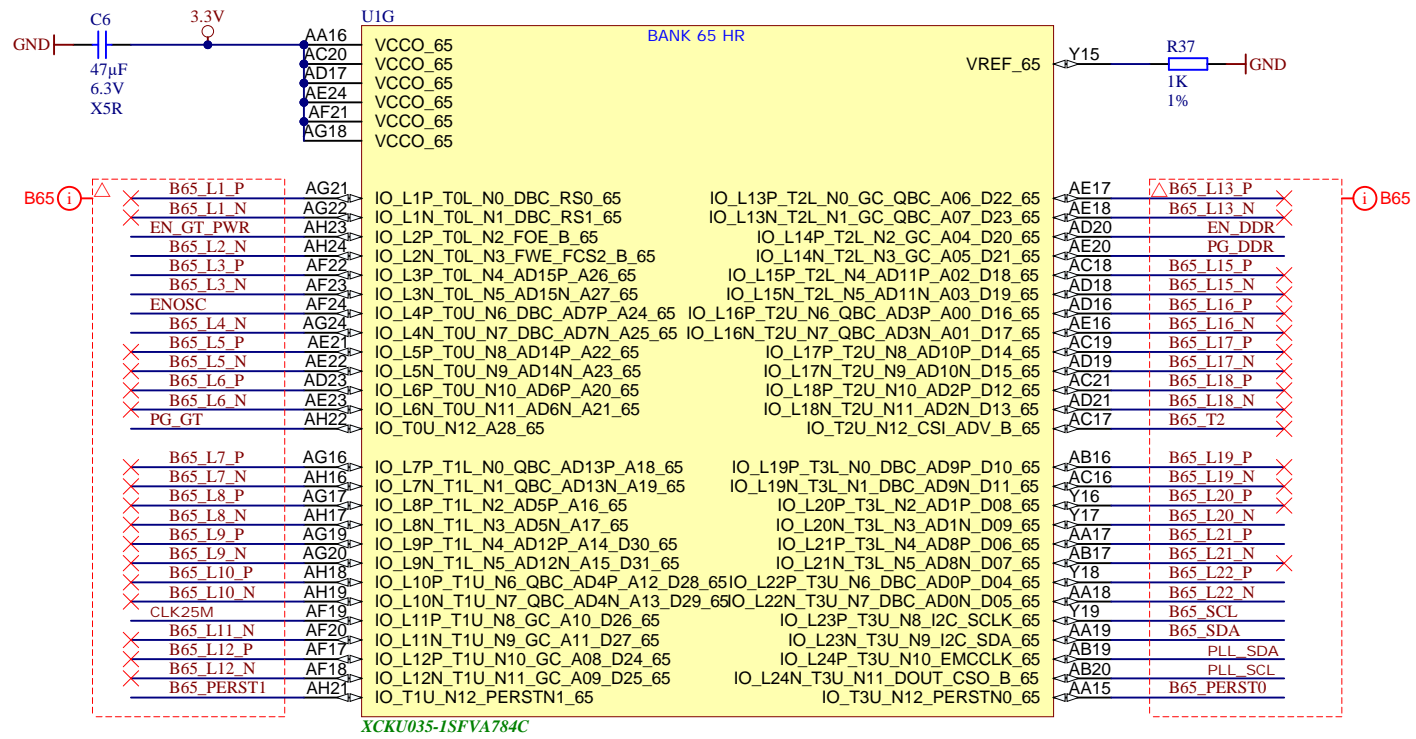 C6
3.3V
GND
47µF
6.3V
X5R
U1G
BANK 65 HR
AA16 VCCO_65
AC20 VCCO_65
AD17 VCCO_65
AE24 VCCO_65
AF21 VCCO_65
AG18 VCCO_65
VREF_65 Y15
R37
GND
1K
1%
B65 i
B65_L1_P AG21 IO_L1P_T0L_N0_DBC_RS0_65
B65_L1_N AG22 IO_L1N_T0L_N1_DBC_RS1_65
EN_GT_PWR AH23 IO_L2P_T0L_N2_FOE_B_65
B65_L2_N AH24 IO_L2N_T0L_N3_FWE_FCS2_B_65
B65_L3_P AF22 IO_L3P_T0L_N4_AD15P_A26_65
B65_L3_N AF23 IO_L3N_T0L_N5_AD15N_A27_65
ENOSC AF24 IO_L4P_T0U_N6_DBC_AD7P_A24_65
B65_L4_N AG24 IO_L4N_T0U_N7_DBC_AD7N_A25_65
B65_L5_P AE21 IO_L5P_T0U_N8_AD14P_A22_65
B65_L5_N AE22 IO_L5N_T0U_N9_AD14N_A23_65
B65_L6_P AD23 IO_L6P_T0U_N10_AD6P_A20_65
B65_L6_N AE23 IO_L6N_T0U_N11_AD6N_A21_65
PG_GT AH22 IO_T0U_N12_A28_65
B65_L7_P AG16 IO_L7P_T1L_N0_QBC_AD13P_A18_65
B65_L7_N AH16 IO_L7N_T1L_N1_QBC_AD13N_A19_65
B65_L8_P AG17 IO_L8P_T1L_N2_AD5P_A16_65
B65_L8_N AH17 IO_L8N_T1L_N3_AD5N_A17_65
B65_L9_P AG19 IO_L9P_T1L_N4_AD12P_A14_D30_65
B65_L9_N AG20 IO_L9N_T1L_N5_AD12N_A15_D31_65
B65_L10_P AH18 IO_L10P_T1U_N6_QBC_AD4P_A12_D28_65
B65_L10_N AH19 IO_L10N_T1U_N7_QBC_AD4N_A13_D29_65
CLK25M AF19 IO_L11P_T1U_N8_GC_A10_D26_65
B65_L11_N AF20 IO_L11N_T1U_N9_GC_A11_D27_65
B65_L12_P AF17 IO_L12P_T1U_N10_GC_A08_D24_65
B65_L12_N AF18 IO_L12N_T1U_N11_GC_A09_D25_65
B65_PERST1 AH21 IO_T1U_N12_PERSTN1_65
IO_L13P_T2L_N0_GC_QBC_A06_D22_65 AE17 B65_L13_P
IO_L13N_T2L_N1_GC_QBC_A07_D23_65 AE18 B65_L13_N
IO_L14P_T2L_N2_GC_A04_D20_65 AD20 EN_DDR
IO_L14N_T2L_N3_GC_A05_D21_65 AE20 PG_DDR
IO_L15P_T2L_N4_AD11P_A02_D18_65 AC18 B65_L15_P
IO_L15N_T2L_N5_AD11N_A03_D19_65 AD18 B65_L15_N
IO_L16P_T2U_N6_QBC_AD3P_A00_D16_65 AD16 B65_L16_P
IO_L16N_T2U_N7_QBC_AD3N_A01_D17_65 AE16 B65_L16_N
IO_L17P_T2U_N8_AD10P_D14_65 AC19 B65_L17_P
IO_L17N_T2U_N9_AD10N_D15_65 AD19 B65_L17_N
IO_L18P_T2U_N10_AD2P_D12_65 AC21 B65_L18_P
IO_L18N_T2U_N11_AD2N_D13_65 AD21 B65_L18_N
IO_T2U_N12_CSI_ADV_B_65 AC17 B65_T2
IO_L19P_T3L_N0_DBC_AD9P_D10_65 AB16 B65_L19_P
IO_L19N_T3L_N1_DBC_AD9N_D11_65 AC16 B65_L19_N
IO_L20P_T3L_N2_AD1P_D08_65 Y16 B65_L20_P
IO_L20N_T3L_N3_AD1N_D09_65 Y17 B65_L20_N
IO_L21P_T3L_N4_AD8P_D06_65 AA17 B65_L21_P
IO_L21N_T3L_N5_AD8N_D07_65 AB17 B65_L21_N
IO_L22P_T3U_N6_DBC_AD0P_D04_65 Y18 B65_L22_P
IO_L22N_T3U_N7_DBC_AD0N_D05_65 AA18 B65_L22_N
IO_L23P_T3U_N8_I2C_SCLK_65 Y19 B65_SCL
IO_L23N_T3U_N9_I2C_SDA_65 AA19 B65_SDA
IO_L24P_T3U_N10_EMCCLK_65 AB19 PLL_SDA
IO_L24N_T3U_N11_DOUT_CSO_B_65 AB20 PLL_SCL
IO_T3U_N12_PERSTN0_65 AA15 B65_PERST0
i B65
XCKU035-1SFVA784C